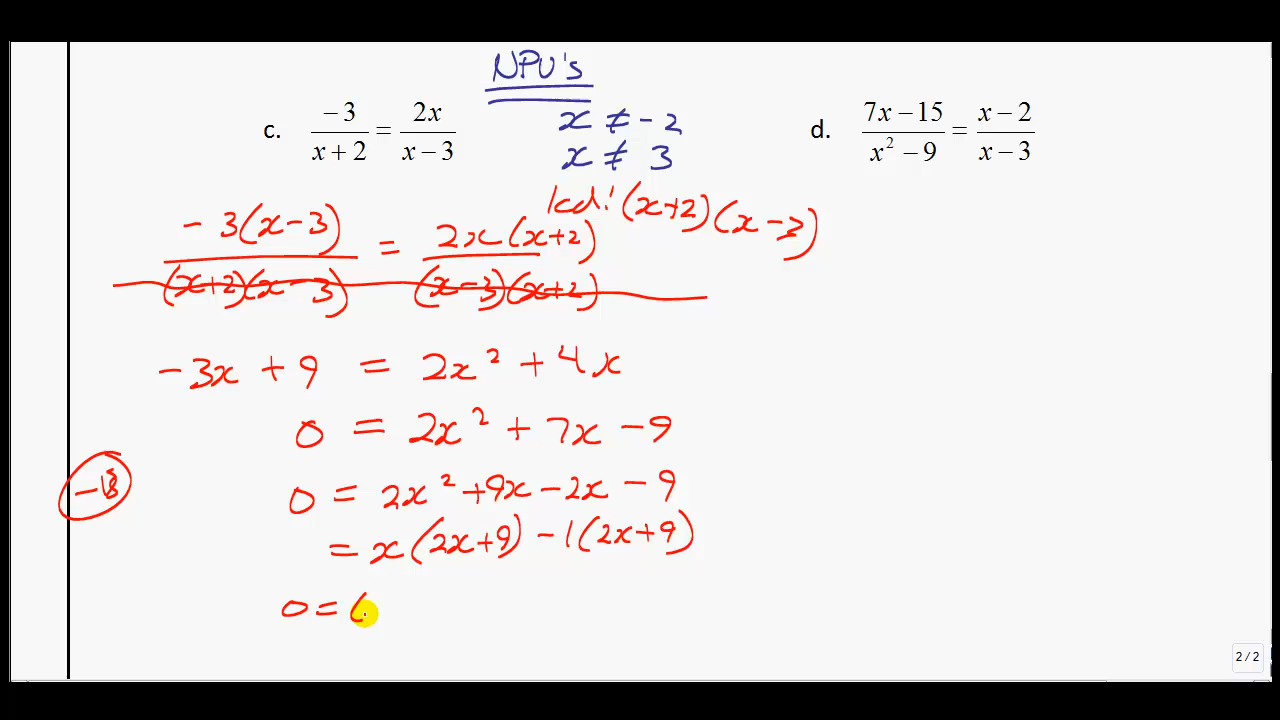 NPV's
c. -3/(x+2) = 2x/(x-3)
x ≠ -2
x ≠ 3
d. (7x-15)/(x²-9) = (x-2)/(x-3)
lcd: (x+2)(x-3)
-3(x-3)/((x+2)(x-3)) = 2x(x+2)/((x-3)(x+2))
-3x + 9 = 2x² + 4x
0 = 2x² + 7x - 9
-18
0 = 2x² + 9x - 2x - 9
= x(2x+9) - 1(2x+9)
0 = (
2/2